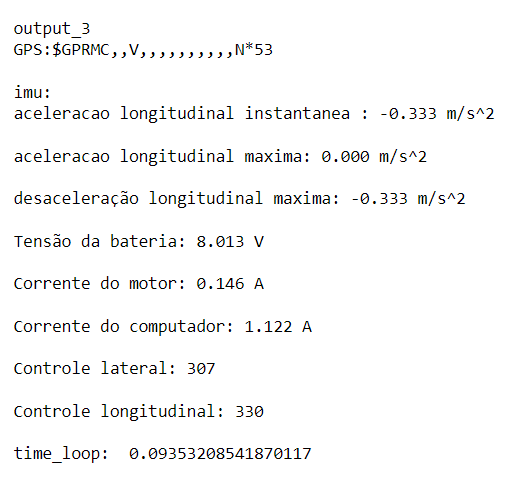 output_3
GPS:$GPRMC,,V,,,,,,,,,,N*53
imu:
aceleracao longitudinal instantanea : -0.333 m/s^2
aceleracao longitudinal maxima: 0.000 m/s^2
desaceleração longitudinal maxima: -0.333 m/s^2
Tensão da bateria: 8.013 V
Corrente do motor: 0.146 A
Corrente do computador: 1.122 A
Controle lateral: 307
Controle longitudinal: 330
time_loop:  0.09353208541870117